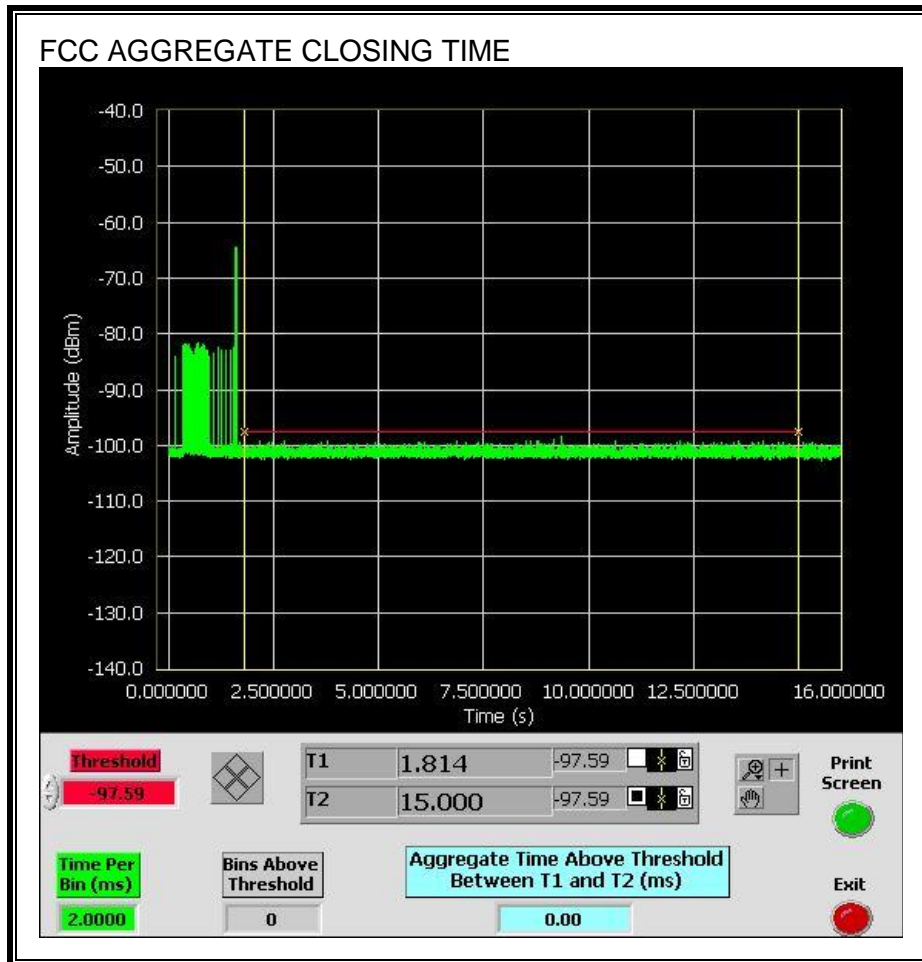 FCC AGGREGATE CLOSING TIME
-40.0
-50.0
-60.0
-70.0
-80.0
-90.0
-100.0
-110.0
-120.0
-130.0
-140.0
Amplitude (dBm)
0.000000 2.500000 5.000000 7.500000 10.000000 12.500000 16.000000
Time (s)
Threshold
-97.59
T1 1.814 -97.59
T2 15.000 -97.59
Print
Screen
Time Per
Bin (ms)
2.0000
Bins Above
Threshold
0
Aggregate Time Above Threshold
Between T1 and T2 (ms)
0.00
Exit